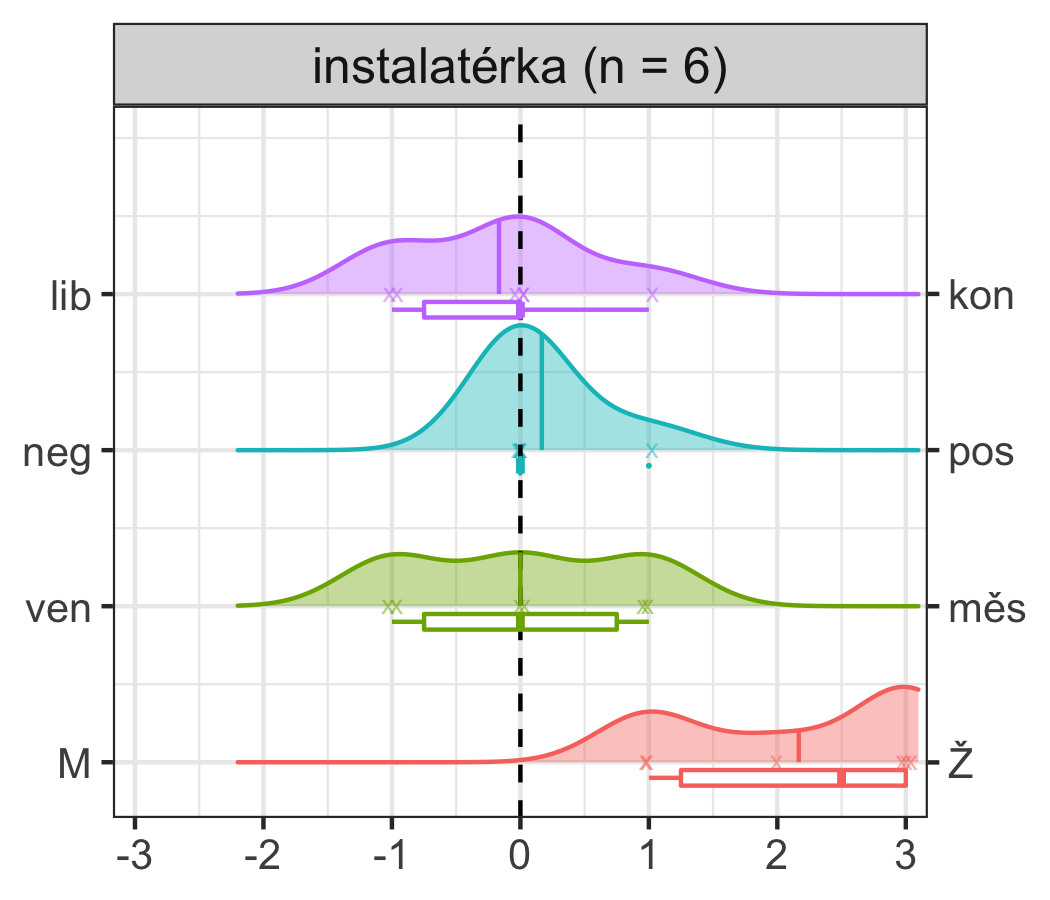 instalatérka (n = 6)
lib kon
neg pos
ven měs
M Ž
-3 -2 -1 0 1 2 3